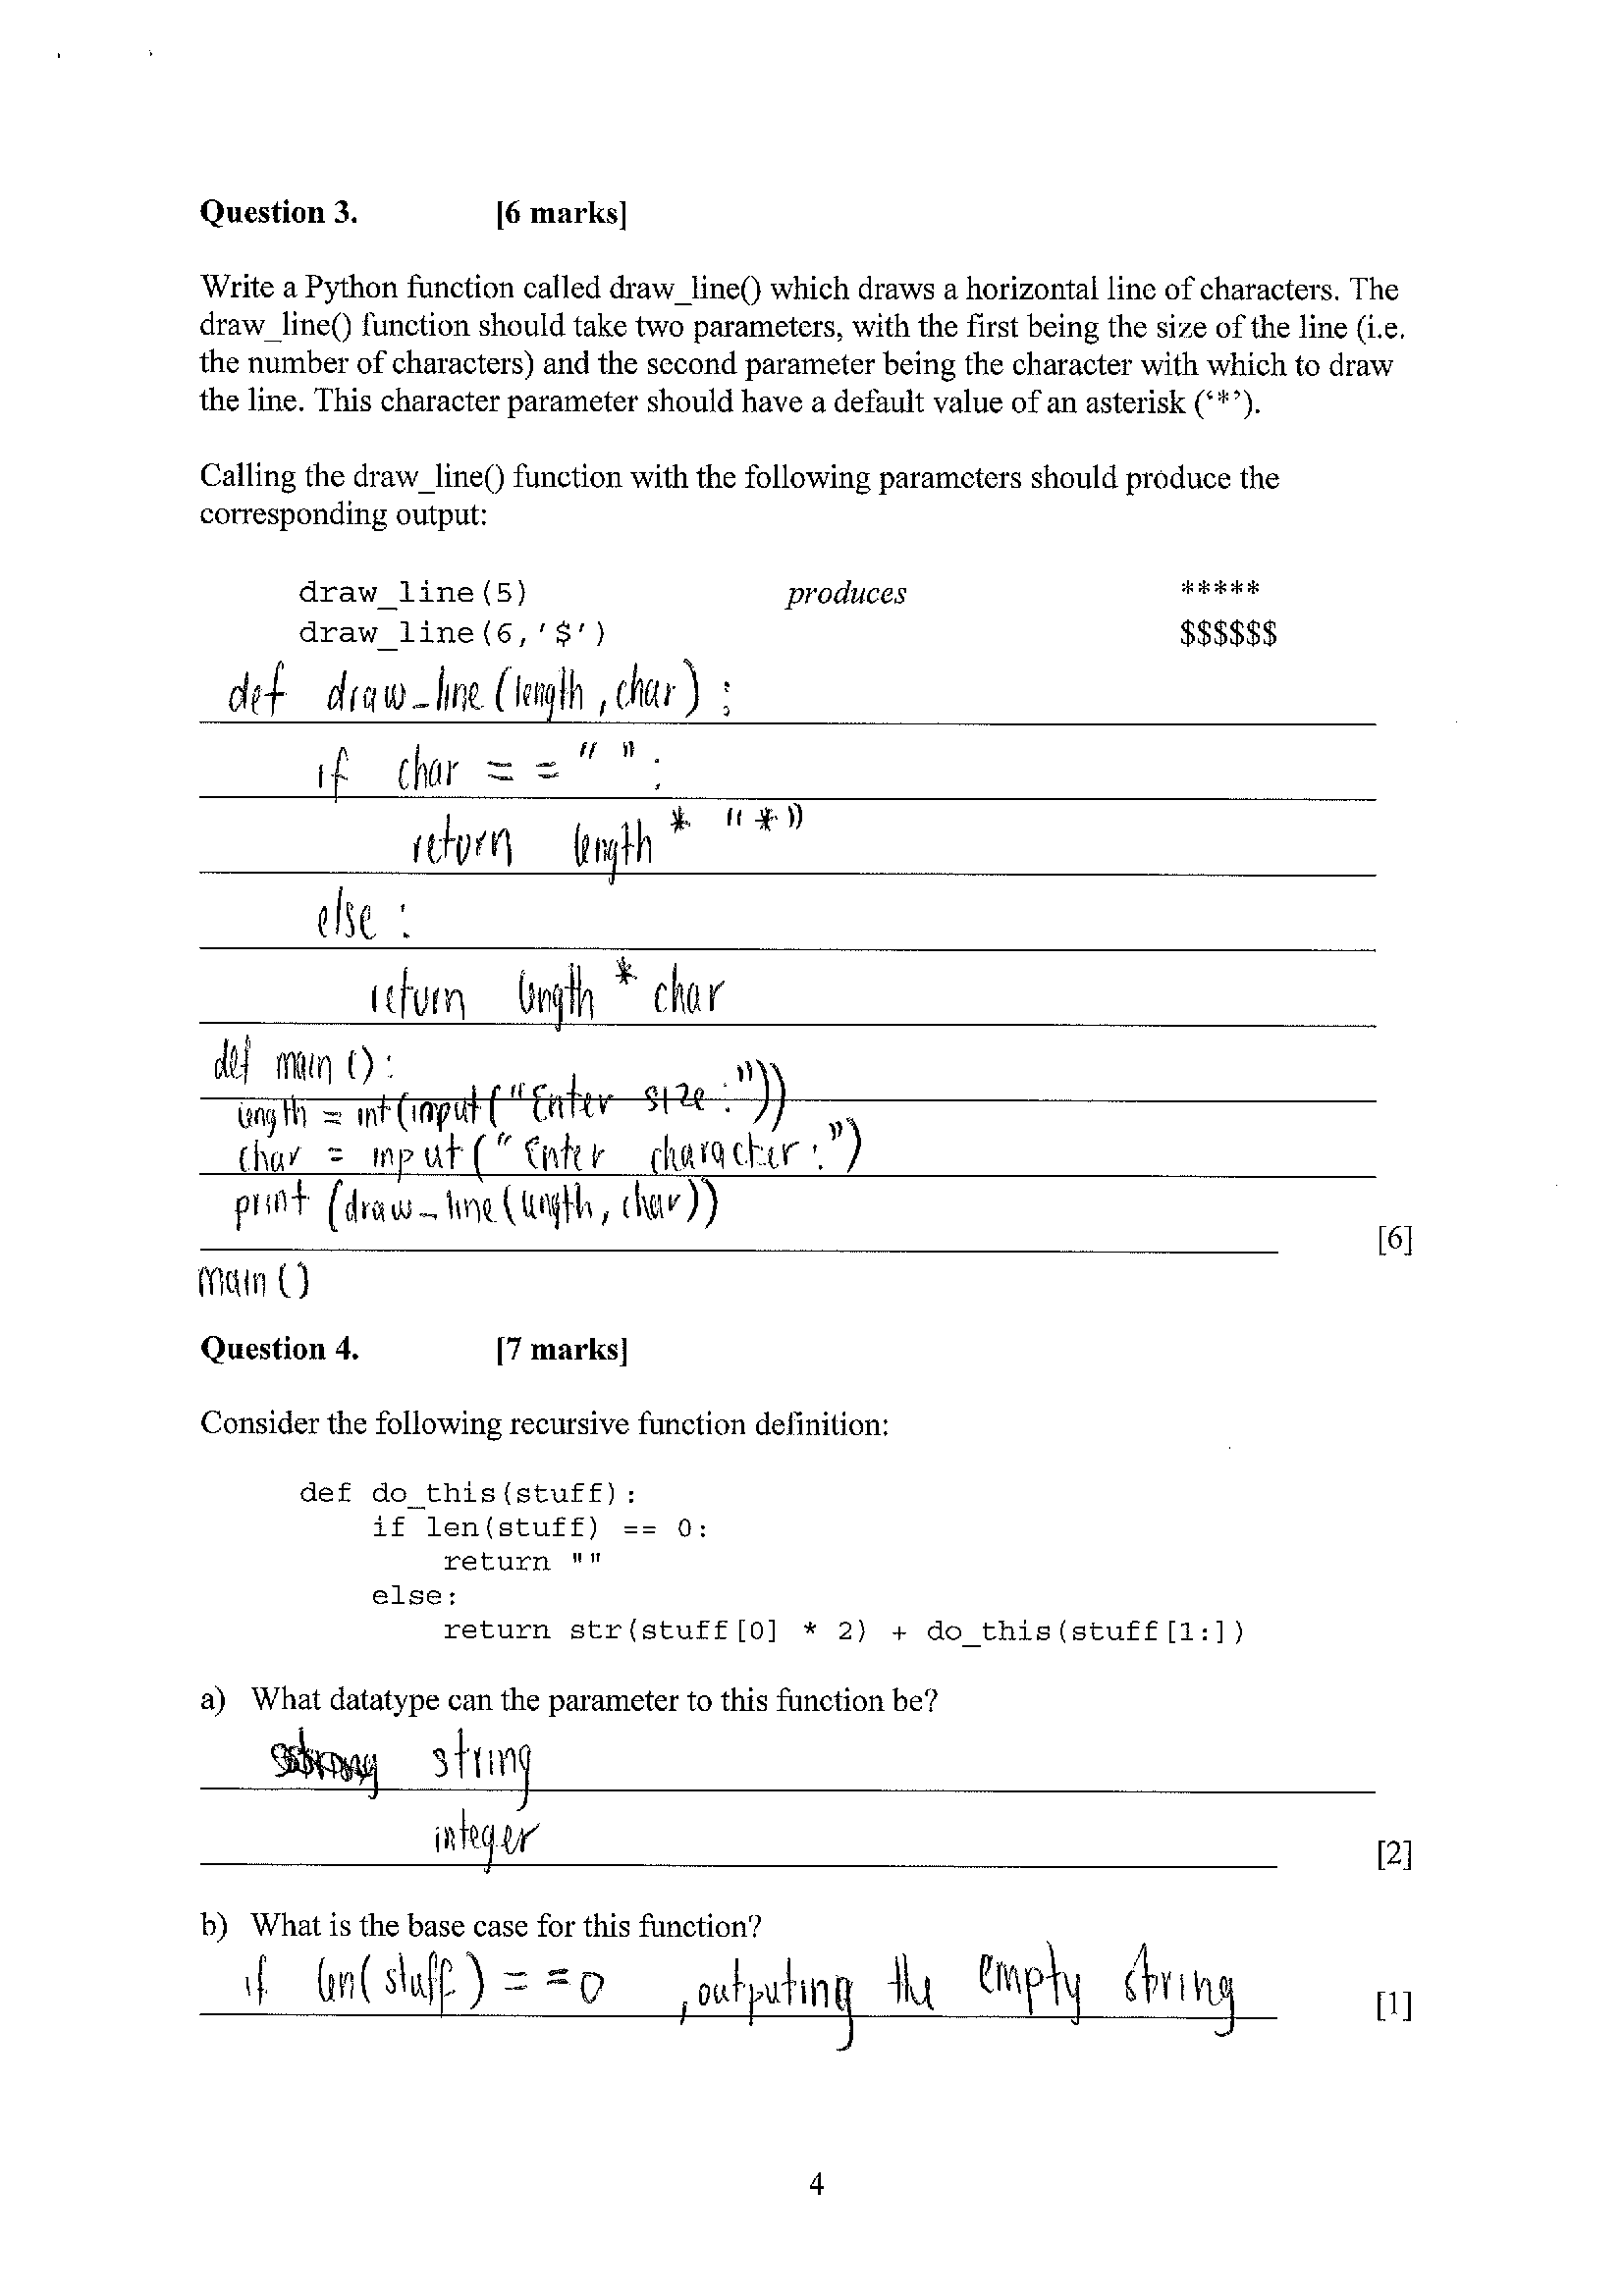 Question 3. [6 marks]
Write a Python function called draw_line() which draws a horizontal line of characters. The
draw_line() function should take two parameters, with the first being the size of the line (i.e.
the number of characters) and the second parameter being the character with which to draw
the line. This character parameter should have a default value of an asterisk (‘*’).
Calling the draw_line() function with the following parameters should produce the
corresponding output:
draw_line(5) produces *****
draw_line(6,'$') $$$$$$
def draw_line (length, char) :
if char == " " :
return length * "*"
else :
return length * char
def main () :
length = int(input("Enter size:"))
char = input("Enter character:")
print (draw_line (length, char))
[6]
main ()
Question 4. [7 marks]
Consider the following recursive function definition:
def do_this(stuff):
if len(stuff) == 0:
return ""
else:
return str(stuff[0] * 2) + do_this(stuff[1:])
a) What datatype can the parameter to this function be?
string
integer
[2]
b) What is the base case for this function?
if len(stuff) == 0 , outputing the empty string
[1]
4